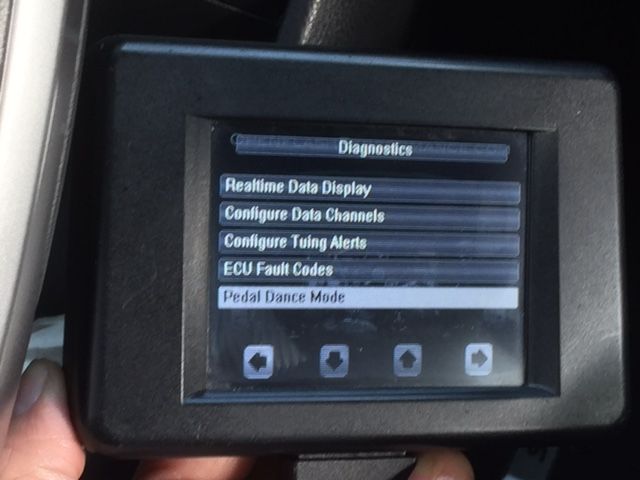 Diagnostics
Realtime Data Display
Configure Data Channels
Configure Tuing Alerts
ECU Fault Codes
Pedal Dance Mode